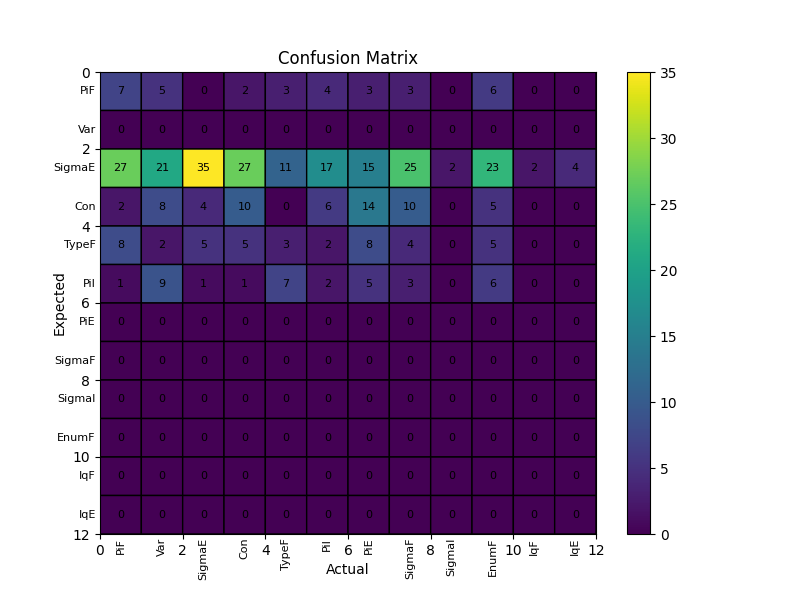 Confusion Matrix
0
PiF 7 5 0 2 3 4 3 3 0 6 0 0
Var 0 0 0 0 0 0 0 0 0 0 0 0
2
SigmaE 27 21 35 27 11 17 15 25 2 23 2 4
Con 2 8 4 10 0 6 14 10 0 5 0 0
4
TypeF 8 2 5 5 3 2 8 4 0 5 0 0
PiI 1 9 1 1 7 2 5 3 0 6 0 0
6
PiE 0 0 0 0 0 0 0 0 0 0 0 0
SigmaF 0 0 0 0 0 0 0 0 0 0 0 0
8
SigmaI 0 0 0 0 0 0 0 0 0 0 0 0
EnumF 0 0 0 0 0 0 0 0 0 0 0 0
10
IqF 0 0 0 0 0 0 0 0 0 0 0 0
IqE 0 0 0 0 0 0 0 0 0 0 0 0
12
Expected
0 2 4 6 8 10 12
PiF Var SigmaE Con TypeF PiI PiE SigmaF SigmaI EnumF IqF IqE
Actual
35
30
25
20
15
10
5
0